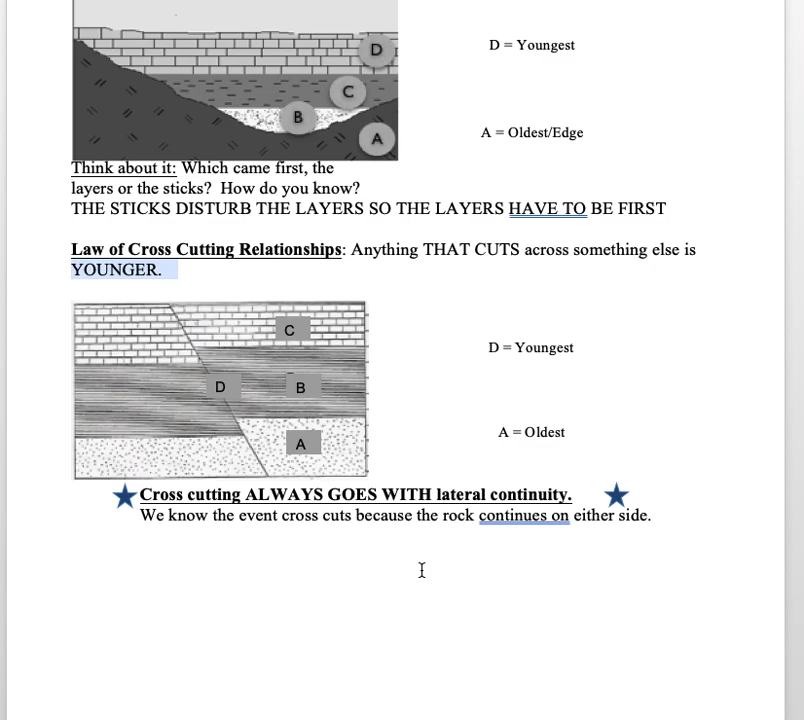 D
D = Youngest
C
B
A
A = Oldest/Edge
Think about it: Which came first, the
layers or the sticks? How do you know?
THE STICKS DISTURB THE LAYERS SO THE LAYERS HAVE TO BE FIRST
Law of Cross Cutting Relationships: Anything THAT CUTS across something else is
YOUNGER.
C
D = Youngest
D
B
A
A = Oldest
Cross cutting ALWAYS GOES WITH lateral continuity.
We know the event cross cuts because the rock continues on either side.